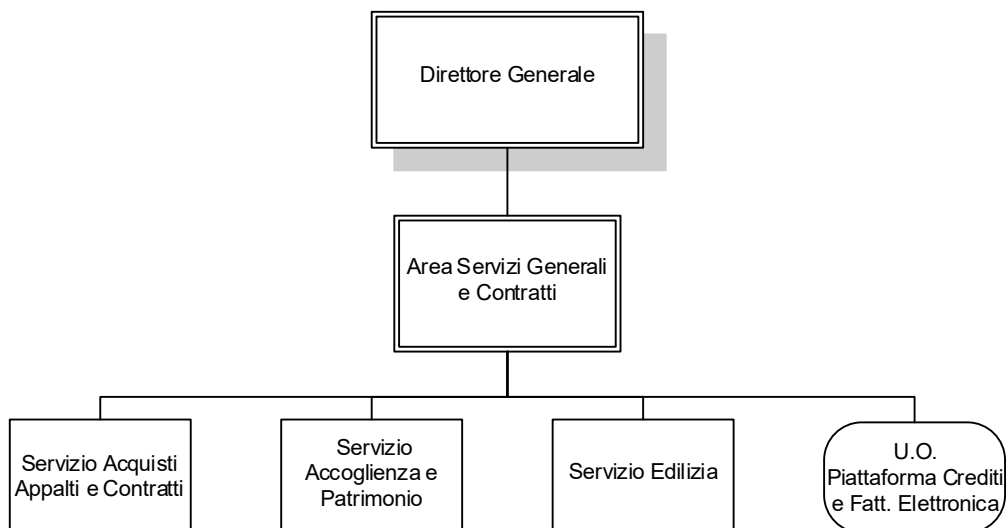 Direttore Generale
Area Servizi Generali
e Contratti
Servizio Acquisti
Appalti e Contratti
Servizio
Accoglienza e
Patrimonio
Servizio Edilizia
U.O.
Piattaforma Crediti
e Fatt. Elettronica